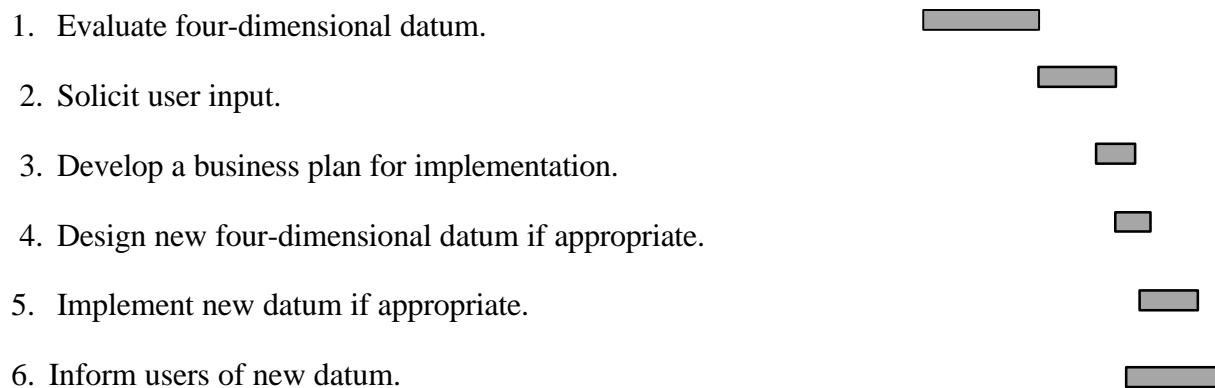 1. Evaluate four-dimensional datum.
2. Solicit user input.
3. Develop a business plan for implementation.
4. Design new four-dimensional datum if appropriate.
5. Implement new datum if appropriate.
6. Inform users of new datum.